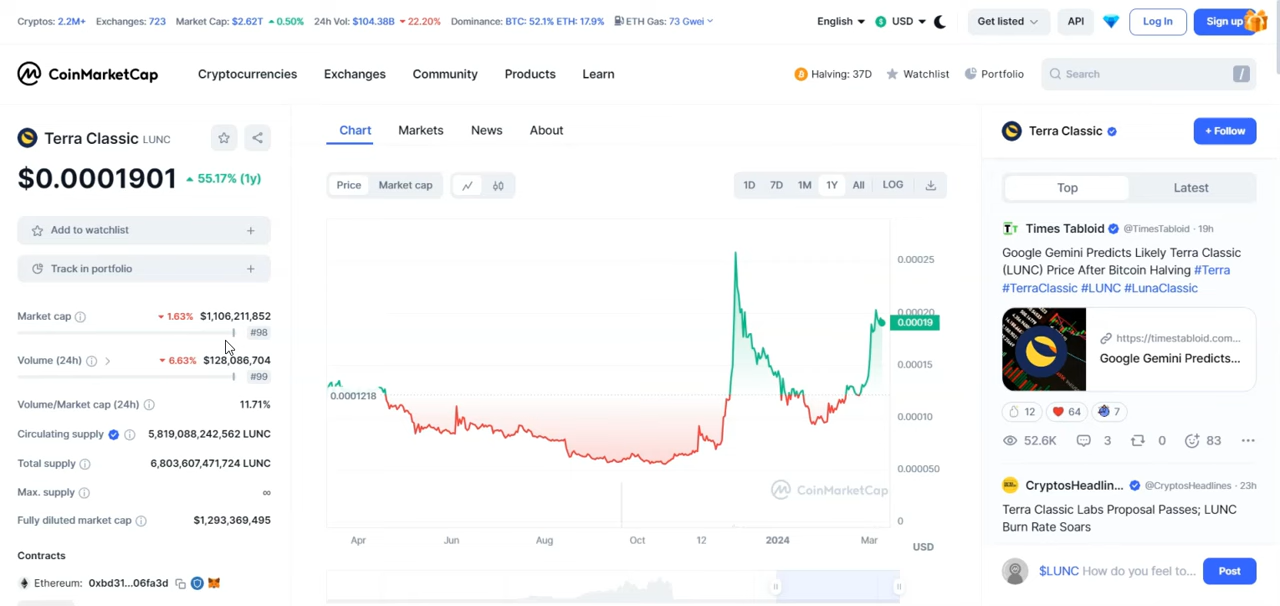 Cryptos: 2.2M+ Exchanges: 723 Market Cap: $2.62T 0.50% 24h Vol: $104.38B 22.20% Dominance: BTC: 52.1% ETH: 17.9% ETH Gas: 73 Gwei English USD Get listed API Log In Sign up
CoinMarketCap Cryptocurrencies Exchanges Community Products Learn Halving: 37D Watchlist Portfolio Search /
Terra Classic LUNC
$0.0001901 55.17% (1y)
Add to watchlist +
Track in portfolio +
Market cap 1.63% $1,106,211,852
#98
Volume (24h) 6.63% $128,086,704
#99
Volume/Market cap (24h) 11.71%
Circulating supply 5,819,088,242,562 LUNC
Total supply 6,803,607,471,724 LUNC
Max. supply ∞
Fully diluted market cap $1,293,369,495
Contracts
Ethereum: 0xbd31...06fa3d
Chart Markets News About
Price Market cap 1D 7D 1M 1Y All LOG
0.00025
0.00020
0.00019
0.00015
0.0001218
0.00010
0.000050
CoinMarketCap
0
Apr Jun Aug Oct 12 2024 Mar USD
Terra Classic + Follow
Top Latest
Times Tabloid @TimesTabloid · 19h
Google Gemini Predicts Likely Terra Classic
(LUNC) Price After Bitcoin Halving #Terra
#TerraClassic #LUNC #LunaClassic
https://timestabloid.com...
Google Gemini Predicts...
12 64 7
52.6K 3 0 83
CryptosHeadlin... @CryptosHeadlines · 23h
Terra Classic Labs Proposal Passes; LUNC
Burn Rate Soars
$LUNC How do you feel to... Post